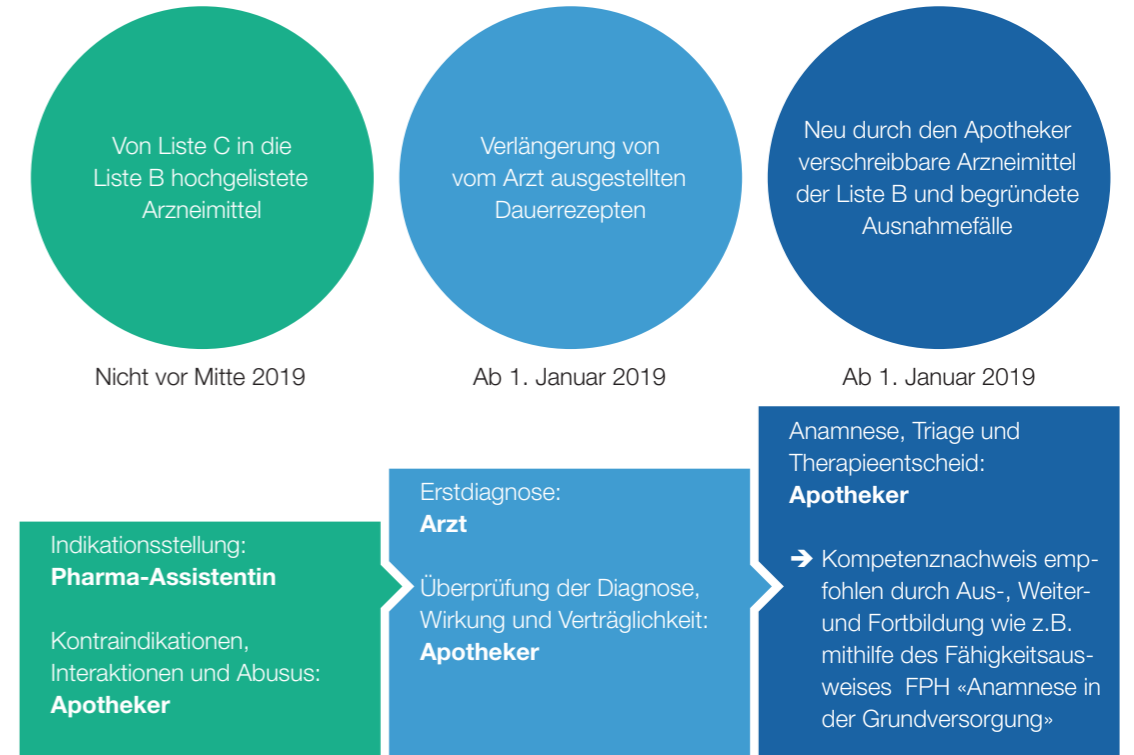 Von Liste C in die
Liste B hochgelistete
Arzneimittel
Nicht vor Mitte 2019
Verlängerung von
vom Arzt ausgestellten
Dauerrezepten
Ab 1. Januar 2019
Neu durch den Apotheker
verschreibbare Arzneimittel
der Liste B und begründete
Ausnahmefälle
Ab 1. Januar 2019
Indikationsstellung:
Pharma-Assistentin
Kontraindikationen,
Interaktionen und Abusus:
Apotheker
Erstdiagnose:
Arzt
Überprüfung der Diagnose,
Wirkung und Verträglichkeit:
Apotheker
Anamnese, Triage und
Therapieentscheid:
Apotheker
➔ Kompetenznachweis emp-
fohlen durch Aus-, Weiter-
und Fortbildung wie z.B.
mithilfe des Fähigkeitsaus-
weises FPH «Anamnese in
der Grundversorgung»